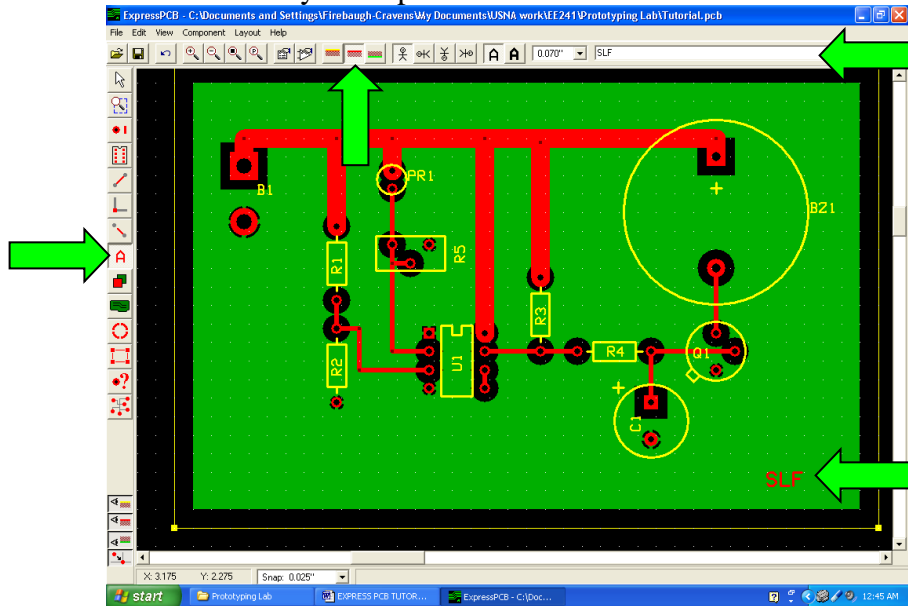 ExpressPCB - C:\Documents and Settings\Firebaugh-Cravens\My Documents\USNA work\EE241\Prototyping Lab\Tutorial.pcb
File Edit View Component Layout Help
0.070" SLF
PR1
B1
BZ1
R5
R1
R3
U1
R4
Q1
R2
C1
SLF
X: 3.175 Y: 2.275 Snap: 0.025"
start Prototyping Lab EXPRESS PCB TUTOR... ExpressPCB - C:\Doc... 12:45 AM